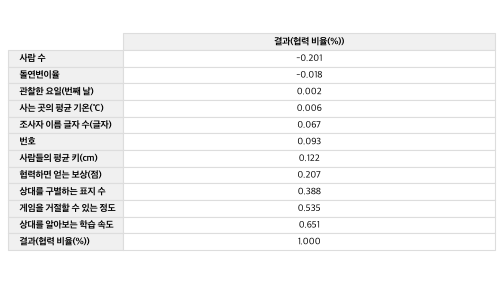 결과(협력 비율(%))
사람 수 -0.201
돌연변이율 -0.018
관찰한 요일(번째 날) 0.002
사는 곳의 평균 기온(℃) 0.006
조사자 이름 글자 수(글자) 0.067
번호 0.093
사람들의 평균 키(cm) 0.122
협력하면 얻는 보상(점) 0.207
상대를 구별하는 표지 수 0.388
게임을 거절할 수 있는 정도 0.535
상대를 알아보는 학습 속도 0.651
결과(협력 비율(%)) 1.000